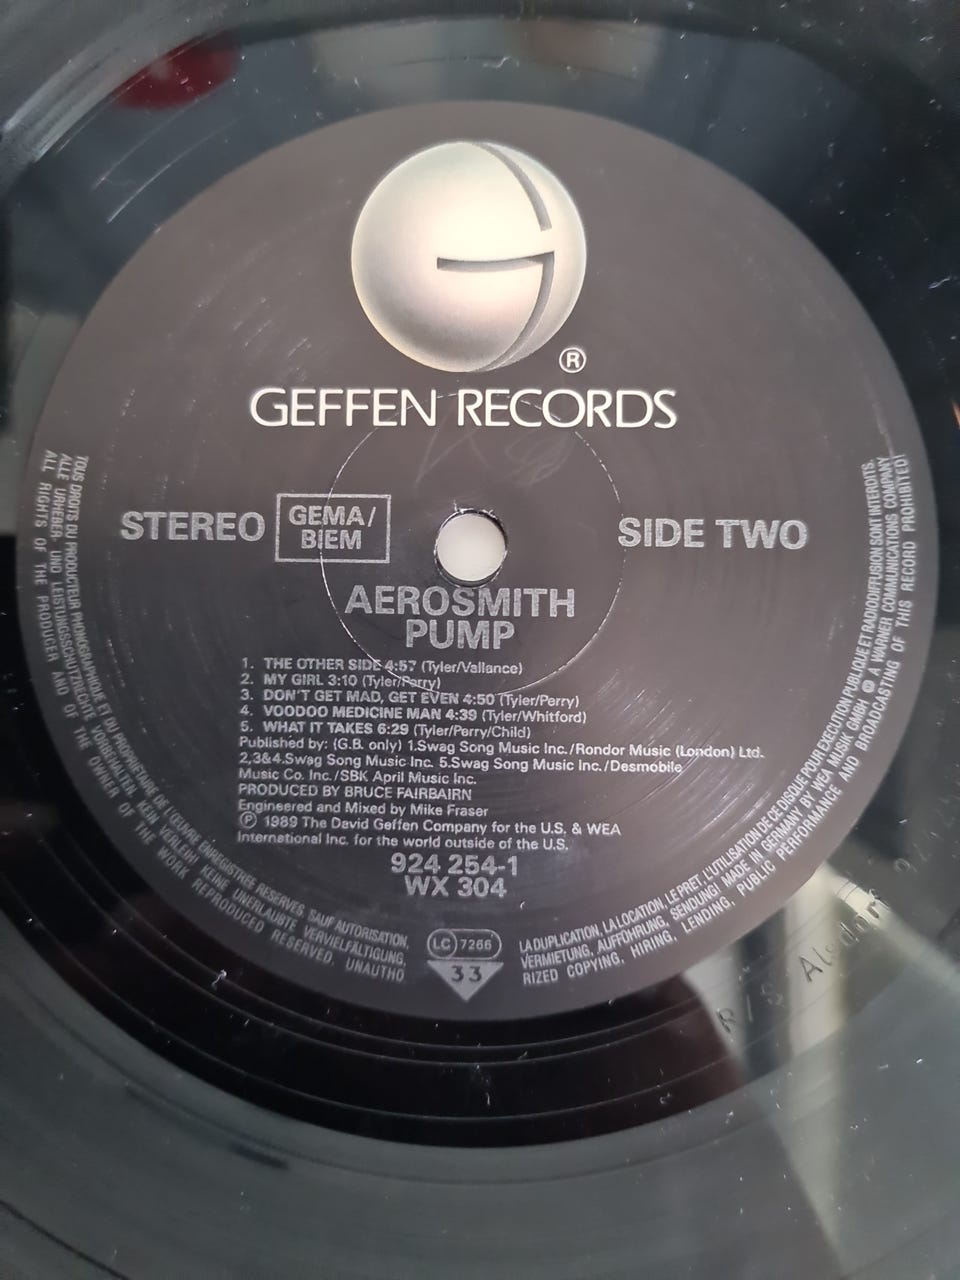 ®
GEFFEN RECORDS
STEREO
GEMA/
BIEM
SIDE TWO
AEROSMITH
PUMP
1. THE OTHER SIDE 4:57 (Tyler/Vallance)
2. MY GIRL 3:10 (Tyler/Perry)
3. DON'T GET MAD, GET EVEN 4:50 (Tyler/Perry)
4. VOODOO MEDICINE MAN 4:39 (Tyler/Whitford)
5. WHAT IT TAKES 6:29 (Tyler/Perry/Child)
Published by: (G.B. only) 1.Swag Song Music Inc./Rondor Music (London) Ltd.
2,3&4.Swag Song Music Inc. 5.Swag Song Music Inc./Desmobile
Music Co. Inc./SBK April Music Inc.
PRODUCED BY BRUCE FAIRBAIRN
Engineered and Mixed by Mike Fraser
℗ 1989 The David Geffen Company for the U.S. & WEA
International Inc. for the world outside of the U.S.
924 254-1
WX 304
LC 7266
33
TOUS DROITS DU PRODUCTEUR PHONOGRAPHIQUE ET DU PROPRIETAIRE DE L'ŒUVRE ENREGISTREE RESERVES. SAUF AUTORISATION,
LA DUPLICATION, LA LOCATION, LE PRET, L'UTILISATION DE CE DISQUE POUR EXECUTION PUBLIQUE ET RADIODIFFUSION SONT INTERDITS.
ALLE URHEBER UND LEISTUNGSSCHUTZRECHTE VORBEHALTEN KEIN VERLEIH! KEINE UNERLAUBTE VERVIELFÄLTIGUNG,
VERMIETUNG, AUFFÜHRUNG, SENDUNG! MADE IN GERMANY BY WEA MUSIK GMBH A WARNER COMMUNICATIONS COMPANY
ALL RIGHTS OF THE PRODUCER AND OF THE OWNER OF THE WORK REPRODUCED RESERVED, UNAUTHO
RIZED COPYING, HIRING, LENDING, PUBLIC PERFORMANCE AND BROADCASTING OF THIS RECORD PROHIBITED!